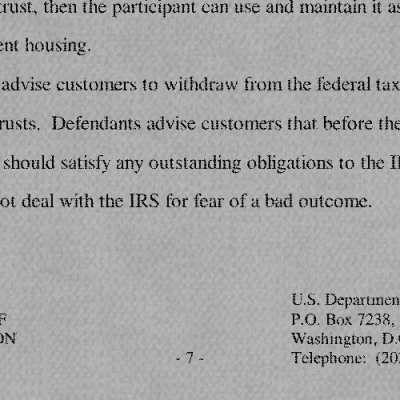 trust, then the participant can use and maintain it as
ent housing.
advise customers to withdraw from the federal tax
rusts. Defendants advise customers that before the
should satisfy any outstanding obligations to the
ot deal with the IRS for fear of a bad outcome.
U.S. Departmen
F P.O. Box 7238,
ON Washington, D.C
- 7 - Telephone: (202